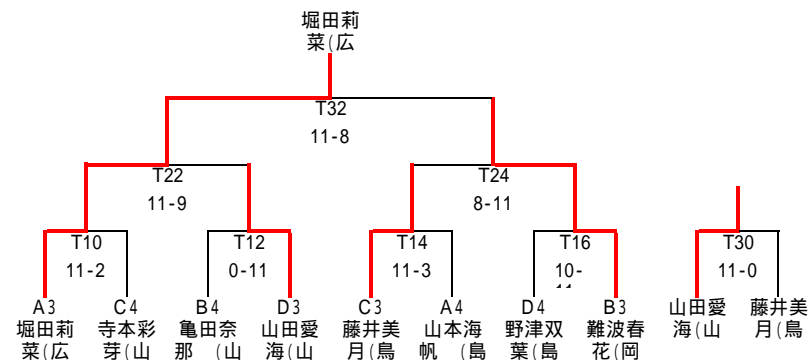 堀田莉
菜(広
T32
11-8
T22
11-9
T24
8-11
T10
11-2
T12
0-11
T14
11-3
T16
10-
T30
11-0
A3
堀田莉
菜(広
C4
寺本彩
芽(山
B4
亀田奈
那 (山
D3
山田愛
海(山
C3
藤井美
月(鳥
A4
山本海
帆 (島
D4
野津双
葉(島
B3
難波春
花(岡
山田愛
海(山
藤井美
月(鳥